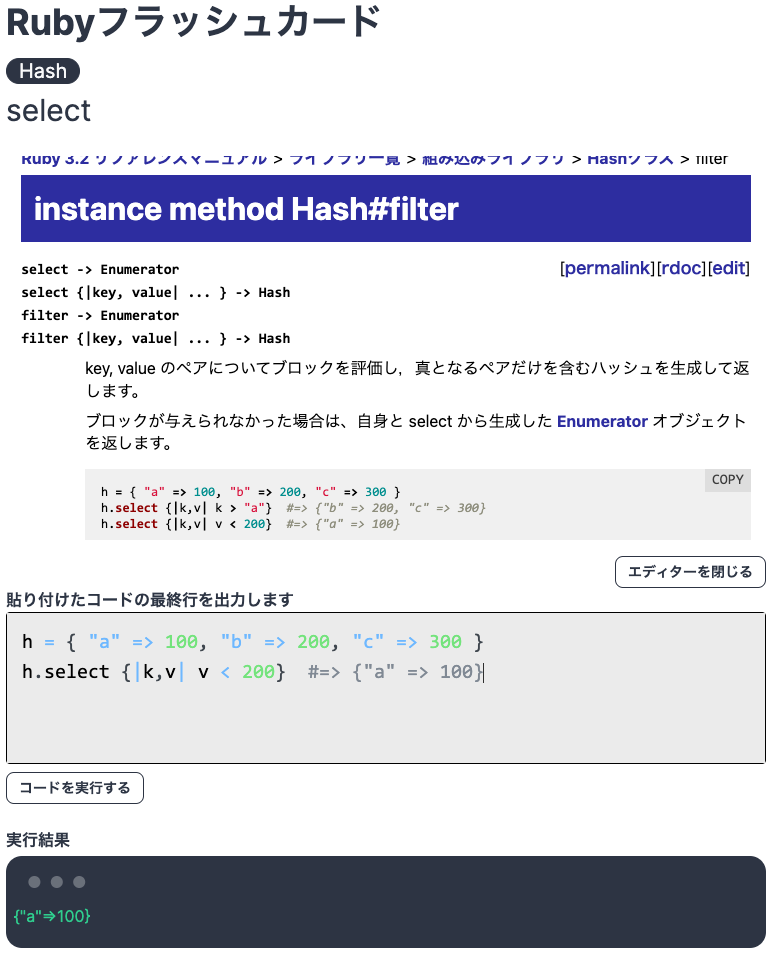 Rubyフラッシュカード
Hash
select
Ruby 3.2 リファレンスマニュアル > ライブラリ一覧 > 組み込みライブラリ > Hashクラス > filter
instance method Hash#filter
select -> Enumerator [permalink][rdoc][edit]
select {|key, value| ... } -> Hash
filter -> Enumerator
filter {|key, value| ... } -> Hash
key, value のペアについてブロックを評価し，真となるペアだけを含むハッシュを生成して返
します。
ブロックが与えられなかった場合は、自身と select から生成した Enumerator オブジェクト
を返します。
COPY
h = { "a" => 100, "b" => 200, "c" => 300 }
h.select {|k,v| k > "a"}  #=> {"b" => 200, "c" => 300}
h.select {|k,v| v < 200}  #=> {"a" => 100}
エディターを閉じる
貼り付けたコードの最終行を出力します
h = { "a" => 100, "b" => 200, "c" => 300 }
h.select {|k,v| v < 200}  #=> {"a" => 100}
コードを実行する
実行結果
{"a"=>100}